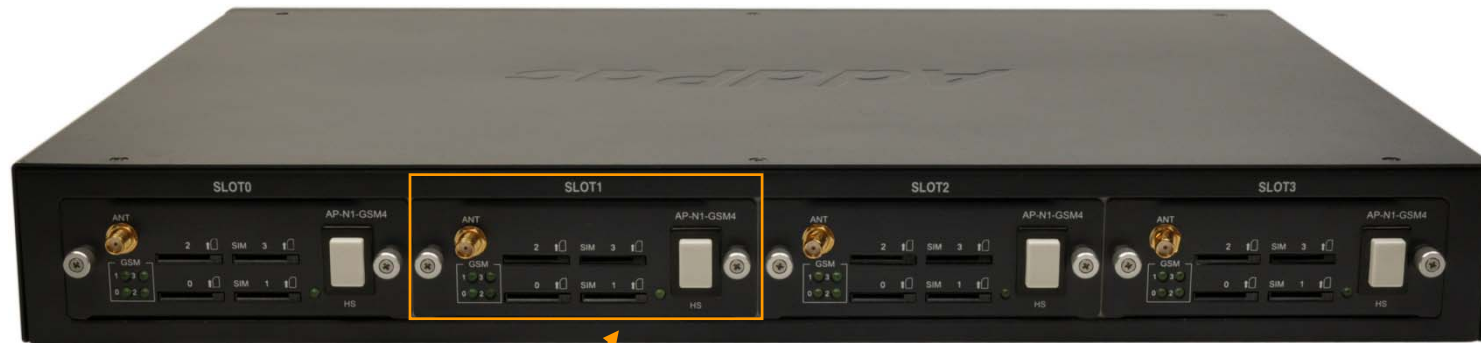 AddPac
SLOT0 SLOT1 SLOT2 SLOT3
ANT AP-N1-GSM4 ANT AP-N1-GSM4 ANT AP-N1-GSM4 ANT AP-N1-GSM4
2 SIM 3 2 SIM 3 2 SIM 3 2 SIM 3
GSM GSM GSM GSM
1 3 1 3 1 3 1 3
0 2 0 SIM 1 0 2 0 SIM 1 0 2 0 SIM 1 0 2 0 SIM 1
HS HS HS HS